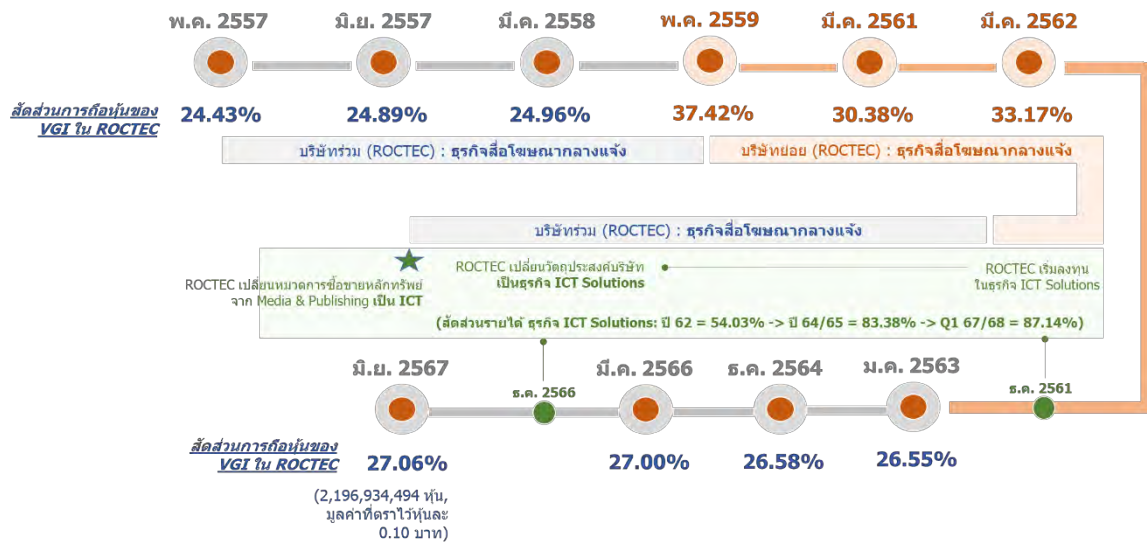 พ.ค. 2557 มิ.ย. 2557 มี.ค. 2558 พ.ค. 2559 มี.ค. 2561 มี.ค. 2562
สัดส่วนการถือหุ้นของ
VGI ใน ROCTEC
24.43% 24.89% 24.96% 37.42% 30.38% 33.17%
บริษัทร่วม (ROCTEC) : ธุรกิจสื่อโฆษณากลางแจ้ง
บริษัทย่อย (ROCTEC) : ธุรกิจสื่อโฆษณากลางแจ้ง
บริษัทร่วม (ROCTEC) : ธุรกิจสื่อโฆษณากลางแจ้ง
ROCTEC เปลี่ยนหมวดการซื้อขายหลักทรัพย์
จาก Media & Publishing เป็น ICT
ROCTEC เปลี่ยนวัตถุประสงค์บริษัท
เป็นธุรกิจ ICT Solutions
ROCTEC เริ่มลงทุน
ในธุรกิจ ICT Solutions
(สัดส่วนรายได้ ธุรกิจ ICT Solutions: ปี 62 = 54.03% -> ปี 64/65 = 83.38% -> Q1 67/68 = 87.14%)
มิ.ย. 2567 ธ.ค. 2566 มี.ค. 2566 ธ.ค. 2564 ม.ค. 2563 ธ.ค. 2561
สัดส่วนการถือหุ้นของ
VGI ใน ROCTEC
27.06% 27.00% 26.58% 26.55%
(2,196,934,494 หุ้น,
มูลค่าที่ตราไว้หุ้นละ
0.10 บาท)